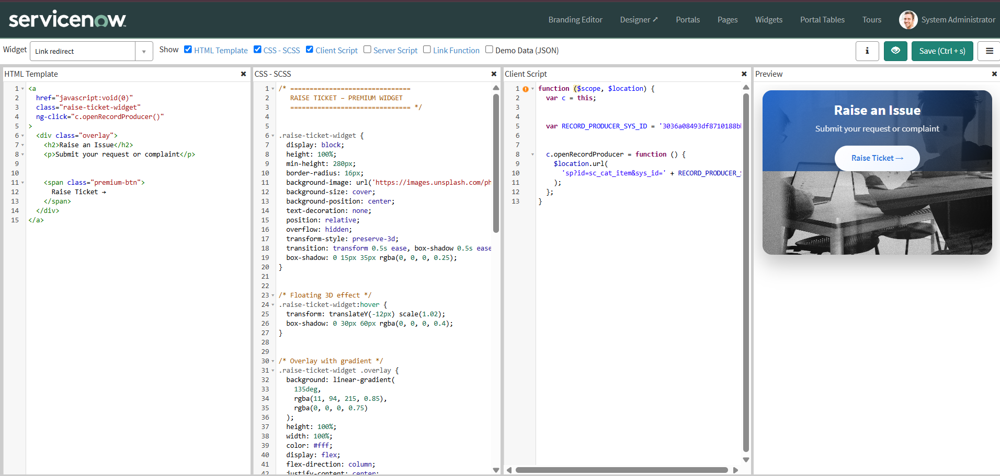 servicenow™
Branding Editor
Designer
Portals
Pages
Widgets
Portal Tables
Tours
System Administrator
Widget
Link redirect
Show
HTML Template
CSS - SCSS
Client Script
Server Script
Link Function
Demo Data (JSON)
Save (Ctrl + s)
HTML Template
1 <a
2 href="javascript:void(0)"
3 class="raise-ticket-widget"
4 ng-click="c.openRecordProducer()"
5 >
6 <div class="overlay">
7 <h2>Raise an Issue</h2>
8 <p>Submit your request or complaint</p>
9
10
11 <span class="premium-btn">
12 Raise Ticket →
13 </span>
14 </div>
15 </a>
CSS - SCSS
1 /* ===============================
2 RAISE TICKET – PREMIUM WIDGET
3 =============================== */
4
5
6 .raise-ticket-widget {
7 display: block;
8 height: 100%;
9 min-height: 280px;
10 border-radius: 16px;
11 background-image: url('https://images.unsplash.com/ph
12 background-size: cover;
13 background-position: center;
14 text-decoration: none;
15 position: relative;
16 overflow: hidden;
17 transform-style: preserve-3d;
18 transition: transform 0.5s ease, box-shadow 0.5s ease
19 box-shadow: 0 15px 35px rgba(0, 0, 0, 0.25);
20 }
21
22
23 /* Floating 3D effect */
24 .raise-ticket-widget:hover {
25 transform: translateY(-12px) scale(1.02);
26 box-shadow: 0 30px 60px rgba(0, 0, 0, 0.4);
27 }
28
29
30 /* Overlay with gradient */
31 .raise-ticket-widget .overlay {
32 background: linear-gradient(
33 135deg,
34 rgba(11, 94, 215, 0.85),
35 rgba(0, 0, 0, 0.75)
36 );
37 height: 100%;
38 width: 100%;
39 color: #fff;
40 display: flex;
41 flex-direction: column;
42 justify-content: center;
Client Script
1 function ($scope, $location) {
2 var c = this;
3
4
5 var RECORD_PRODUCER_SYS_ID = '3036a08493df8710188b
6
7
8 c.openRecordProducer = function () {
9 $location.url(
10 'sp?id=sc_cat_item&sys_id=' + RECORD_PRODUCER_
11 );
12 };
13 }
Preview
Raise an Issue
Submit your request or complaint
Raise Ticket →